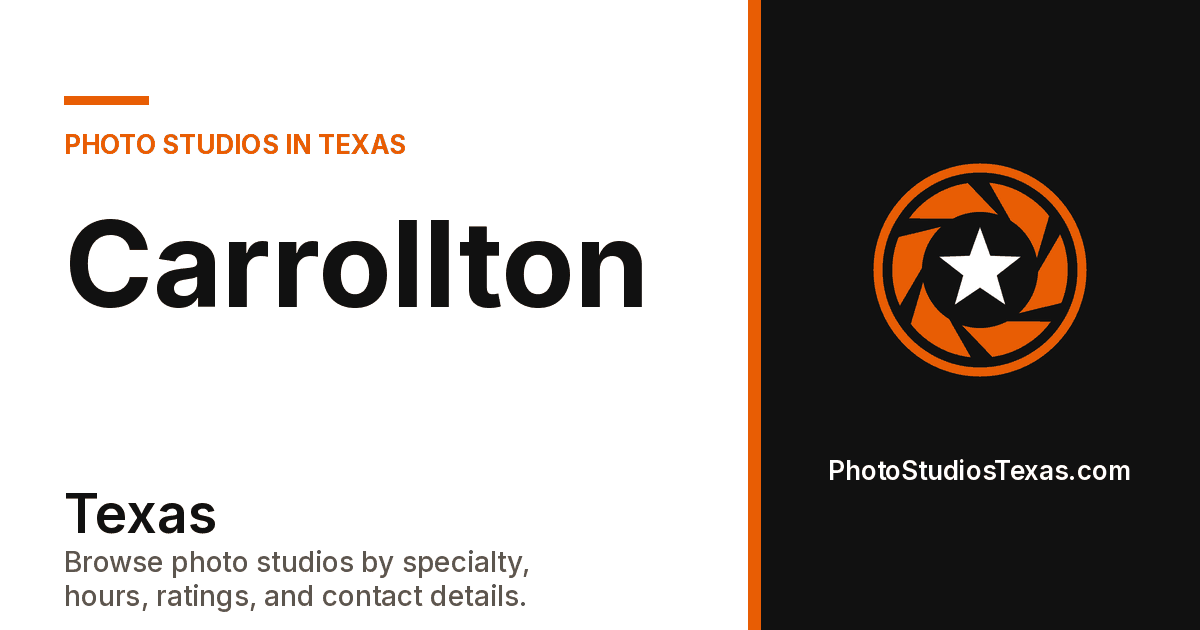 PHOTO STUDIOS IN TEXAS
Carrollton
Texas
Browse photo studios by specialty,
hours, ratings, and contact details.
PhotoStudiosTexas.com